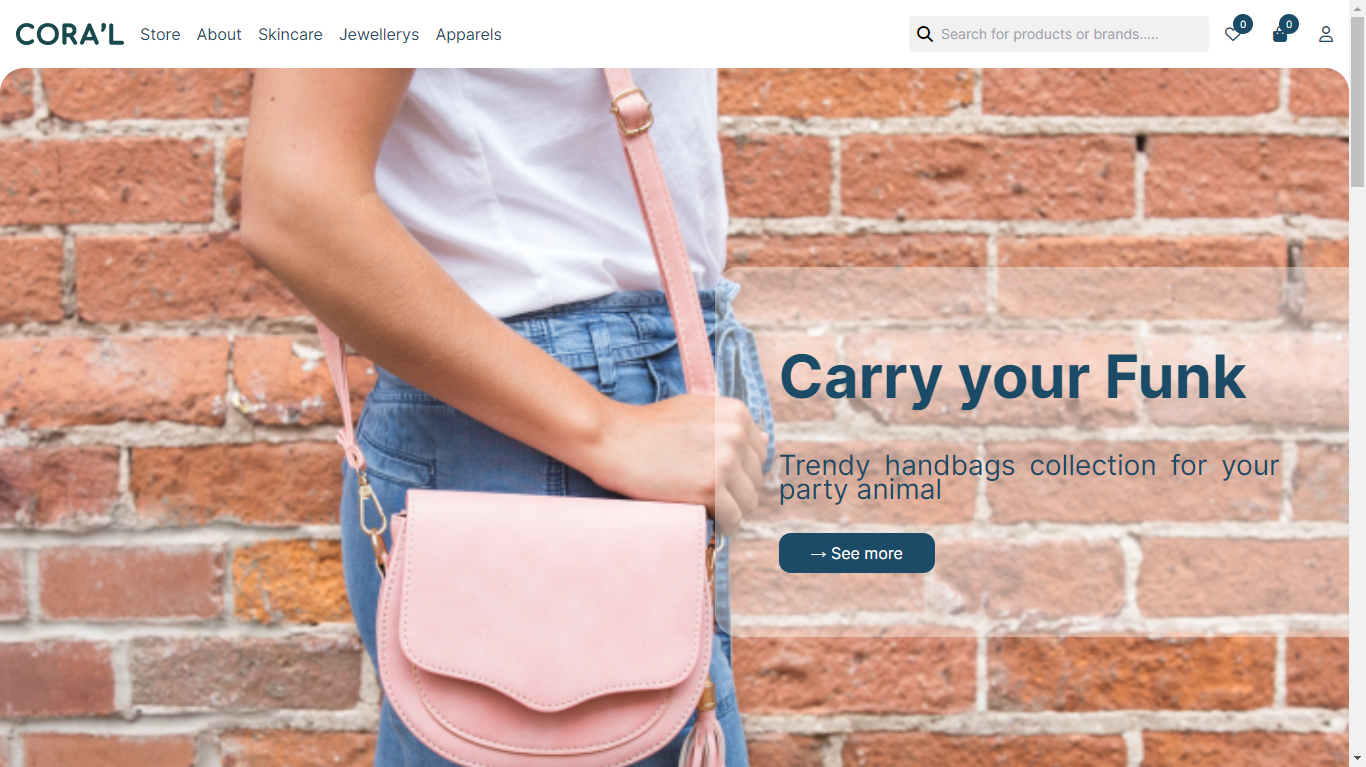 CORA'L Store About Skincare Jewellerys Apparels Search for products or brands..... 0 0
Carry your Funk
Trendy handbags collection for your
party animal
→ See more